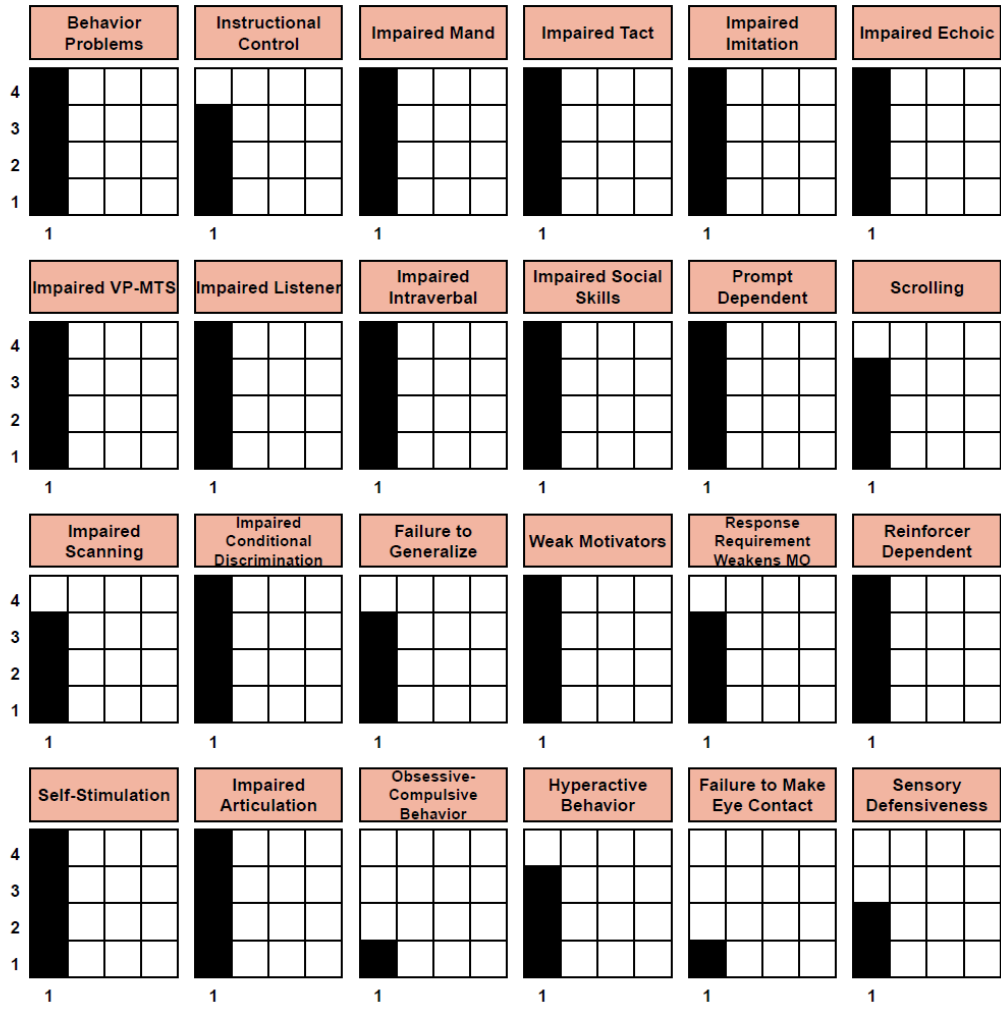 Behavior
Problems
Instructional
Control
Impaired Mand
Impaired Tact
Impaired
Imitation
Impaired Echoic
4
3
2
1
1
1
1
1
1
1
Impaired VP-MTS
Impaired Listener
Impaired
Intraverbal
Impaired Social
Skills
Prompt
Dependent
Scrolling
4
3
2
1
1
1
1
1
1
1
Impaired
Scanning
Impaired
Conditional
Discrimination
Failure to
Generalize
Weak Motivators
Response
Requirement
Weakens MO
Reinforcer
Dependent
4
3
2
1
1
1
1
1
1
1
Self-Stimulation
Impaired
Articulation
Obsessive-
Compulsive
Behavior
Hyperactive
Behavior
Failure to Make
Eye Contact
Sensory
Defensiveness
4
3
2
1
1
1
1
1
1
1